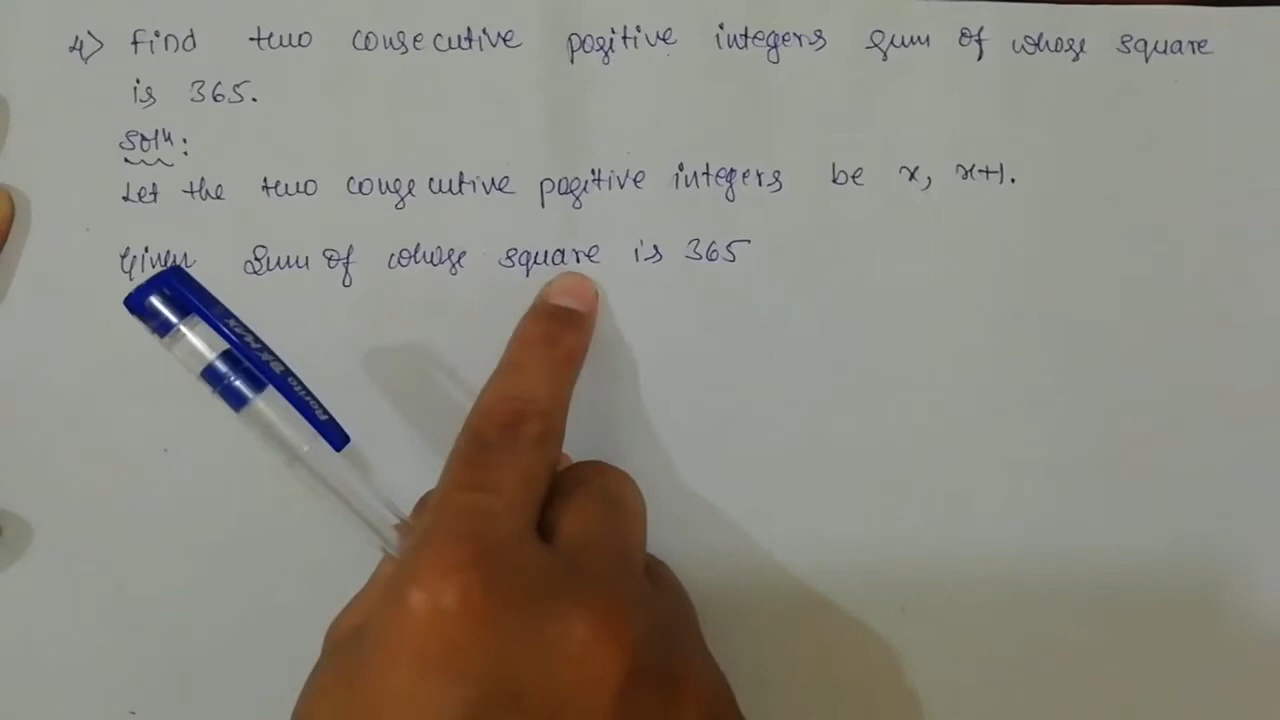 4) Find two consecutive positive integers sum of whose square
is 365.
Soln:
Let the two consecutive positive integers be x, x+1.
Given Sum of whose square is 365
Rorito